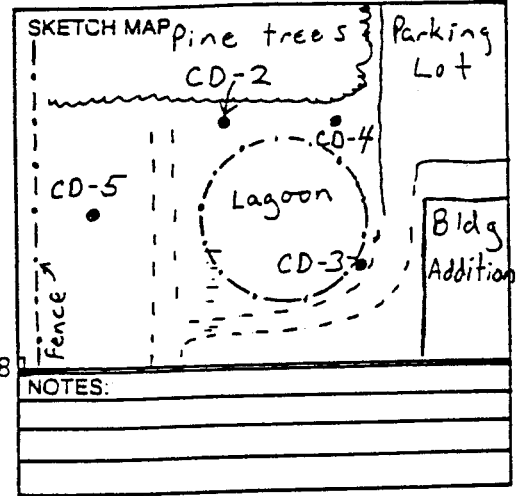 SKETCH MAP
Pine trees
Parking
Lot
CD-2
CD-4
CD-5
Lagoon
CD-3
Bldg
Addition
Fence
8
NOTES: